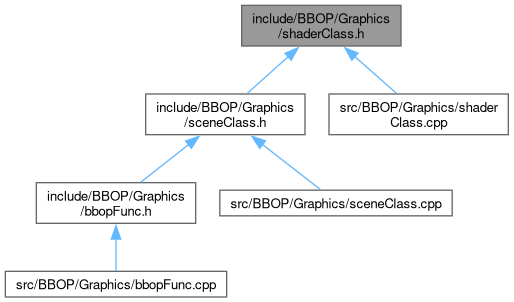 include/BBOP/Graphics
/shaderClass.h
include/BBOP/Graphics
/sceneClass.h
src/BBOP/Graphics/shader
Class.cpp
include/BBOP/Graphics
/bbopFunc.h
src/BBOP/Graphics/sceneClass.cpp
src/BBOP/Graphics/bbopFunc.cpp